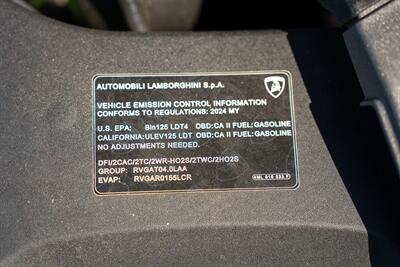 AUTOMOBILI LAMBORGHINI S.p.A.
VEHICLE EMISSION CONTROL INFORMATION
CONFORMS TO REGULATIONS: 2024 MY
U.S. EPA: Bin125 LDT4 OBD:CA II FUEL:GASOLINE
CALIFORNIA:ULEV125 LDT OBD:CA II FUEL:GASOLINE
NO ADJUSTMENTS NEEDED.
DFI/2CAC/2TC/2WR-HO2S/2TWC/2HO2S
GROUP: RVGAT04.0LAA
EVAP: RVGAR0155LCR